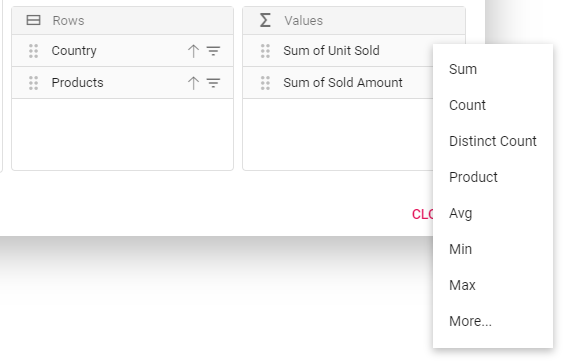 Rows
Country
Products
Values
Sum of Unit Sold
Sum of Sold Amount
CLO
Sum
Count
Distinct Count
Product
Avg
Min
Max
More...